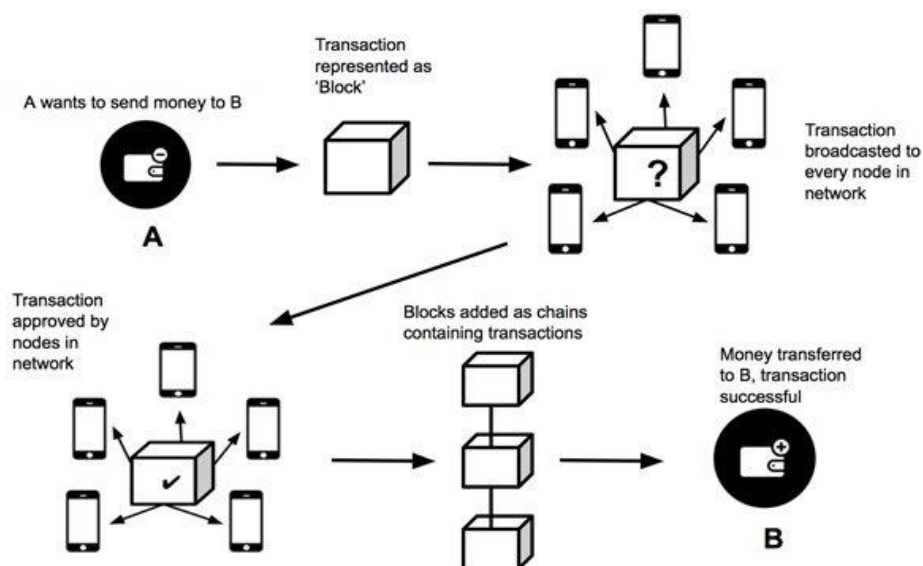 A wants to send money to B
A
Transaction
represented as
‘Block’
?
Transaction
broadcasted to
every node in
network
Transaction
approved by
nodes in
network
Blocks added as chains
containing transactions
Money transferred
to B, transaction
successful
B